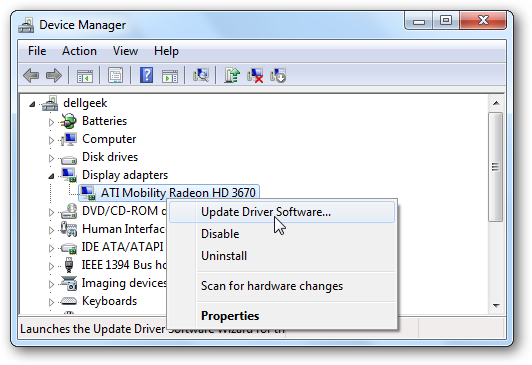 Device Manager
File Action View Help
dellgeek
Batteries
Computer
Disk drives
Display adapters
ATI Mobility Radeon HD 3670
DVD/CD-ROM d
Human Interfac
IDE ATA/ATAPI
IEEE 1394 Bus ho
Imaging devices
Keyboards
Update Driver Software...
Disable
Uninstall
Scan for hardware changes
Properties
Launches the Update Driver Software Wizard for th